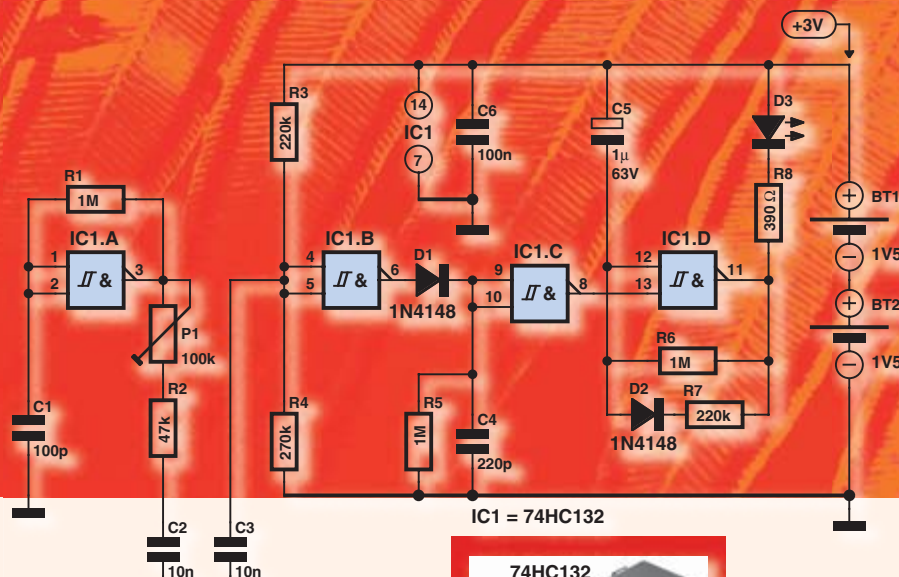 +3V
R3
220k
14
IC1
7
C6
100n
C5
1µ
63V
D3
R8
390 Ω
BT1
1V5
BT2
1V5
R1
1M
IC1.A
1
2
3
&
P1
100k
R2
47k
C1
100p
C2
10n
C3
10n
IC1.B
4
5
6
&
D1
1N4148
R4
270k
R5
1M
C4
220p
IC1.C
9
10
8
&
IC1.D
12
13
11
&
R6
1M
D2
1N4148
R7
220k
IC1 = 74HC132
74HC132